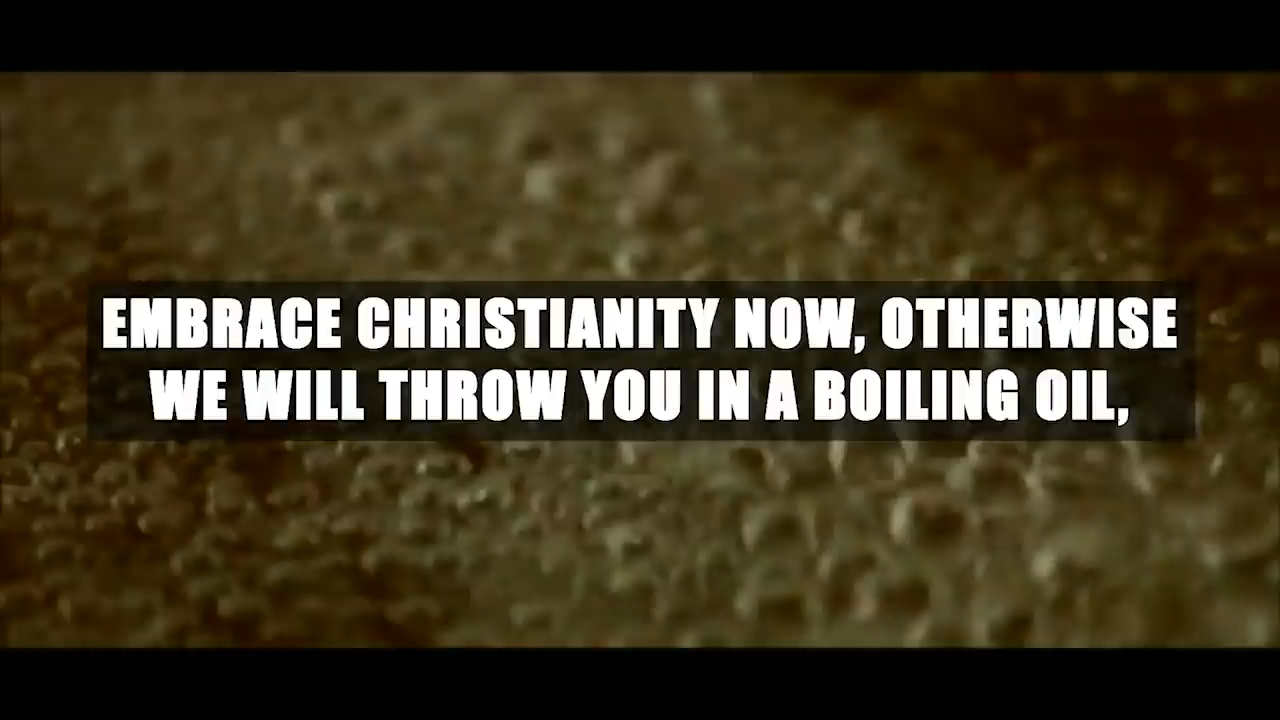 EMBRACE CHRISTIANITY NOW, OTHERWISE
WE WILL THROW YOU IN A BOILING OIL,